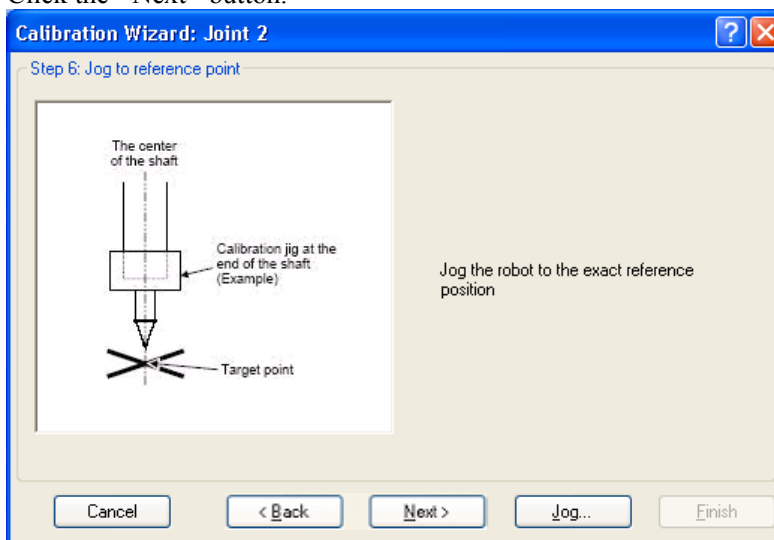 Click the "Next" button.
Calibration Wizard: Joint 2
Step 6: Jog to reference point
The center
of the shaft
Calibration jig at the
end of the shaft
(Example)
Target point
Jog the robot to the exact reference
position
Cancel
< Back
Next >
Jog...
Finish